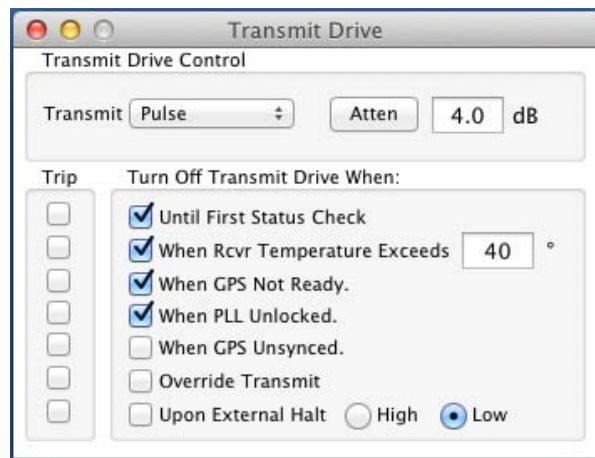 Transmit Drive
Transmit Drive Control
Transmit Pulse Atten 4.0 dB
Trip Turn Off Transmit Drive When:
Until First Status Check
When Rcvr Temperature Exceeds 40 °
When GPS Not Ready.
When PLL Unlocked.
When GPS Unsynced.
Override Transmit
Upon External Halt High Low